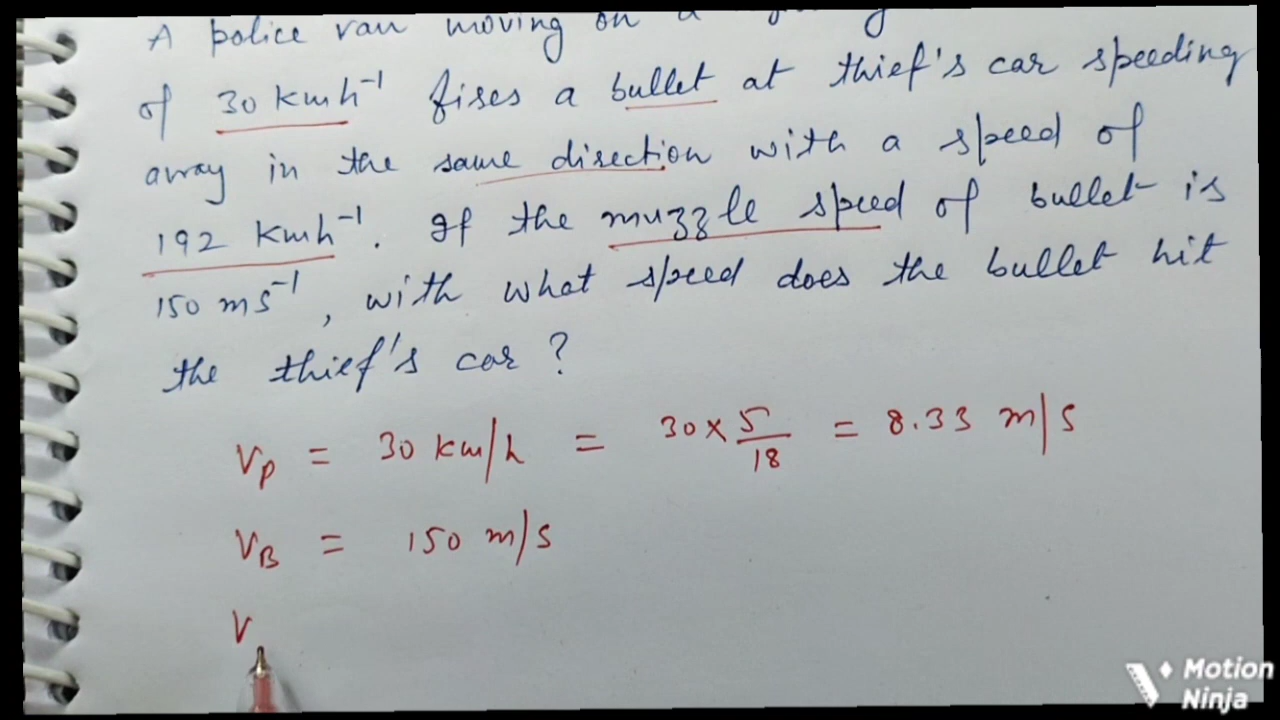 A police van moving on a
of 30 kmh⁻¹ fires a bullet at thief's car speeding
away in the same direction with a speed of
192 kmh⁻¹. If the muzzle speed of bullet is
150 ms⁻¹, with what speed does the bullet hit
the thief's car ?
Vp = 30 km/h = 30 × 5/18 = 8.33 m/s
VB = 150 m/s
V
Motion
Ninja